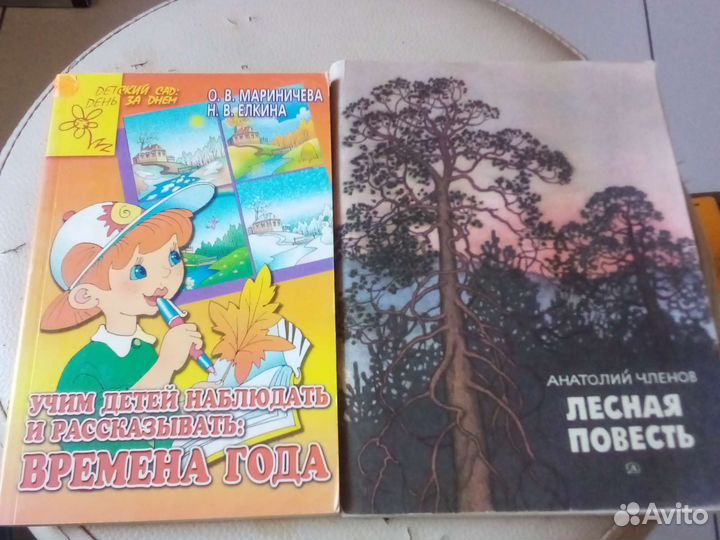 ДЕТСКИЙ САД:
ДЕНЬ ЗА ДНЕМ
О. В. МАРИНИЧЕВА
Н. В. ЕЛКИНА
УЧИМ ДЕТЕЙ НАБЛЮДАТЬ
И РАССКАЗЫВАТЬ:
ВРЕМЕНА ГОДА
АНАТОЛИЙ ЧЛЕНОВ
ЛЕСНАЯ
ПОВЕСТЬ
Avito